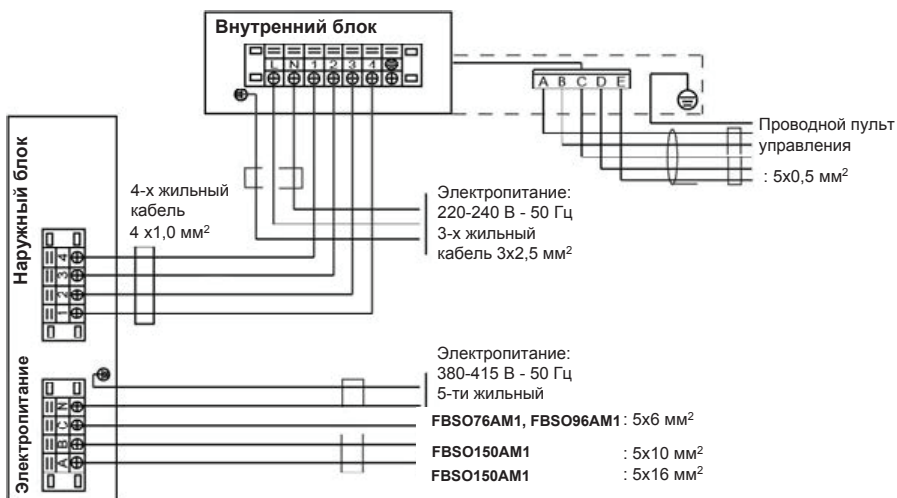 Внутренний блок
L N 1 2 3 4
A B C D E
Проводной пульт
управления
: 5x0,5 мм²
Наружный блок
4-х жильный
кабель
4 x1,0 мм²
Электропитание:
220-240 В - 50 Гц
3-х жильный
кабель 3x2,5 мм²
4
3
2
1
Электропитание
Электропитание:
380-415 В - 50 Гц
5-ти жильный
N
C
B
A
FBSO76AM1, FBSO96AM1 : 5x6 мм²
FBSO150AM1 : 5x10 мм²
FBSO150AM1 : 5x16 мм²